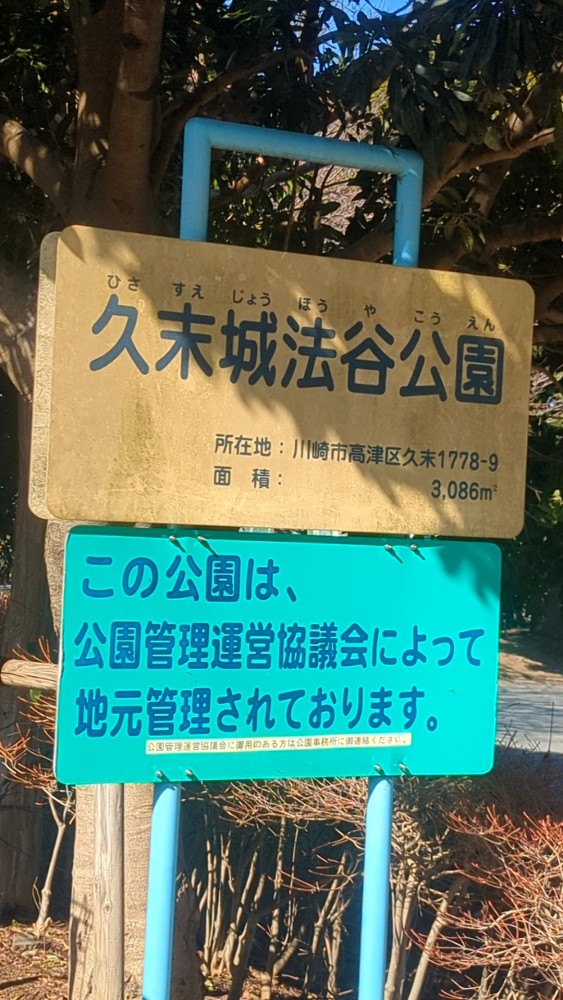 ひさ すえ じょう ほう や こう えん
久末城法谷公園
所在地：川崎市高津区久末1778-9
面 積： 3,086㎡
この公園は、
公園管理運営協議会によって
地元管理されております。
公園管理運営協議会に御用のある方は公園事務所に御連絡ください。